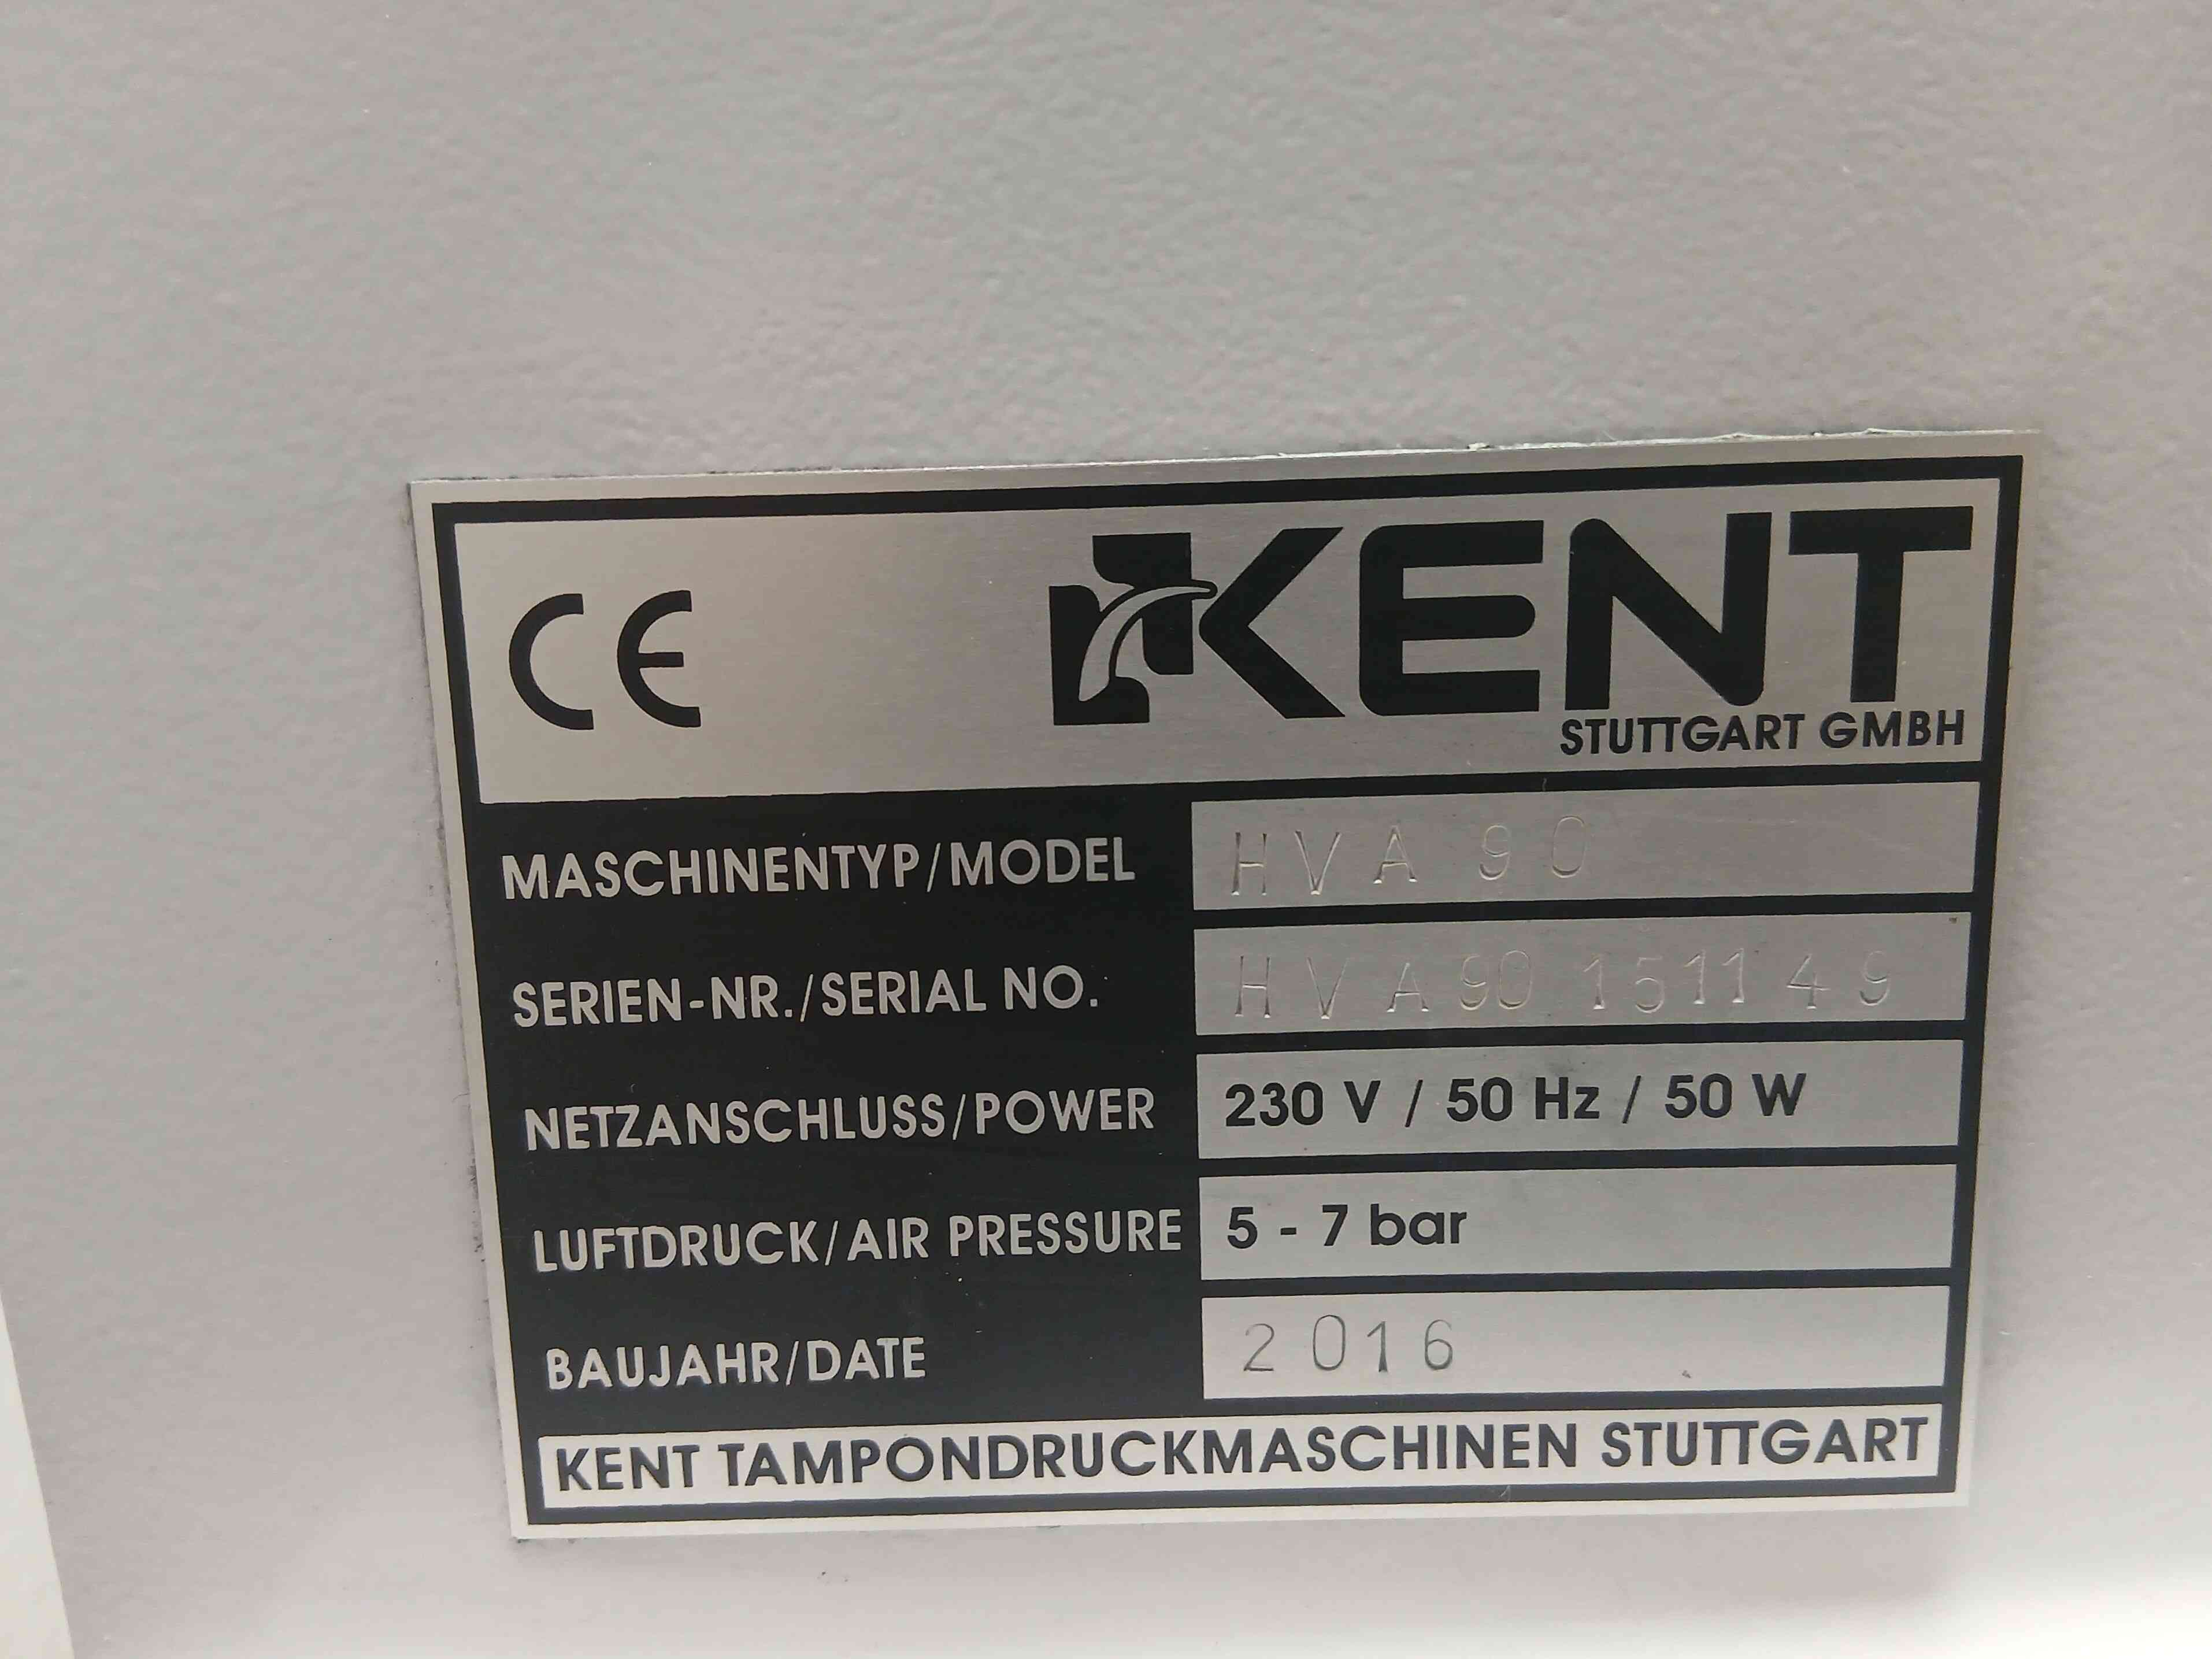 CE KENT
STUTTGART GMBH
MASCHINENTYP/MODEL HVA 90
SERIEN-NR./SERIAL NO. HVA90 151149
NETZANSCHLUSS/POWER 230 V / 50 Hz / 50 W
LUFTDRUCK/AIR PRESSURE 5 - 7 bar
BAUJAHR/DATE 2016
KENT TAMPONDRUCKMASCHINEN STUTTGART